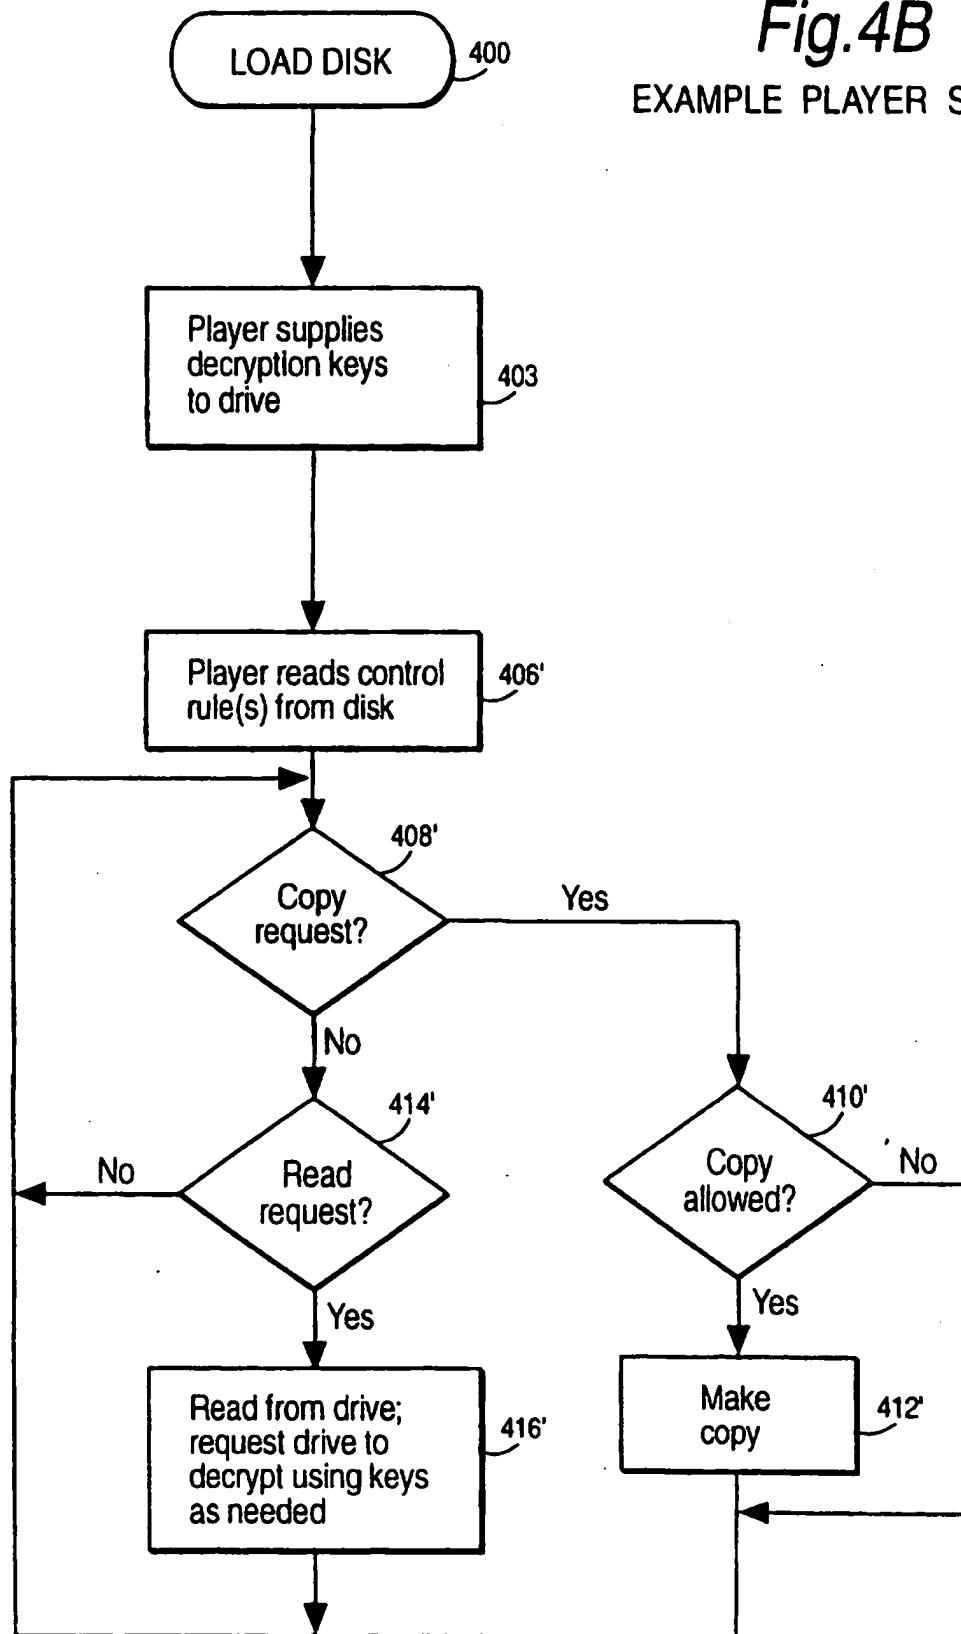 Fig.4B
EXAMPLE PLAYER S
LOAD DISK
400
Player supplies
decryption keys
to drive
403
Player reads control
rule(s) from disk
406'
Copy
request?
408'
Yes
No
Read
request?
414'
No
Yes
Copy
allowed?
410'
No
Yes
Read from drive;
request drive to
decrypt using keys
as needed
416'
Make
copy
412'